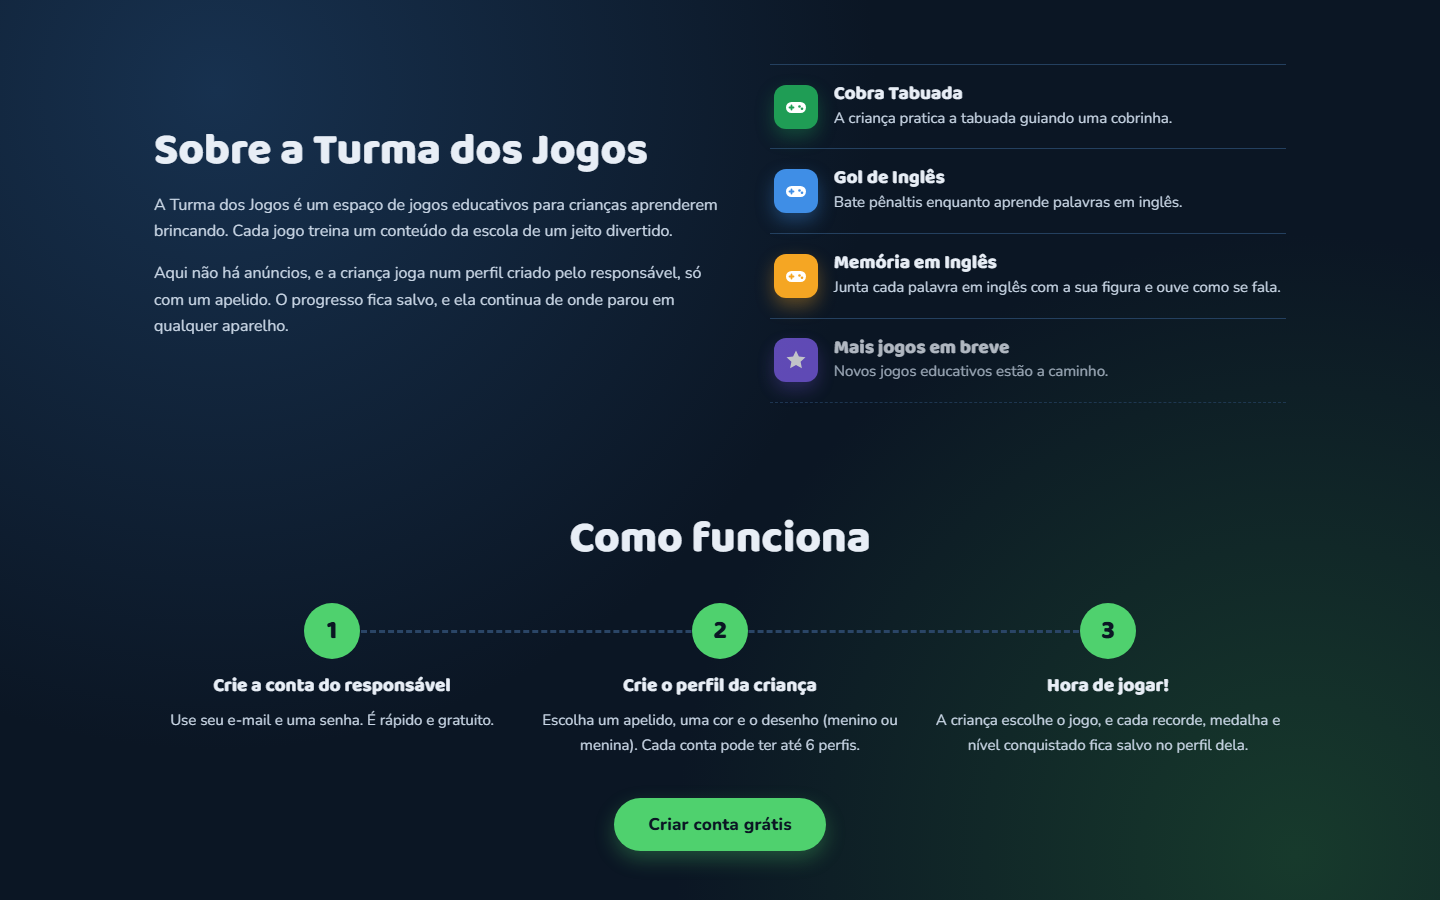 Sobre a Turma dos Jogos
A Turma dos Jogos é um espaço de jogos educativos para crianças aprenderem
brincando. Cada jogo treina um conteúdo da escola de um jeito divertido.
Aqui não há anúncios, e a criança joga num perfil criado pelo responsável, só
com um apelido. O progresso fica salvo, e ela continua de onde parou em
qualquer aparelho.
Cobra Tabuada
A criança pratica a tabuada guiando uma cobrinha.
Gol de Inglês
Bate pênaltis enquanto aprende palavras em inglês.
Memória em Inglês
Junta cada palavra em inglês com a sua figura e ouve como se fala.
Mais jogos em breve
Novos jogos educativos estão a caminho.
Como funciona
1
Crie a conta do responsável
Use seu e-mail e uma senha. É rápido e gratuito.
2
Crie o perfil da criança
Escolha um apelido, uma cor e o desenho (menino ou
menina). Cada conta pode ter até 6 perfis.
3
Hora de jogar!
A criança escolhe o jogo, e cada recorde, medalha e
nível conquistado fica salvo no perfil dela.
Criar conta grátis